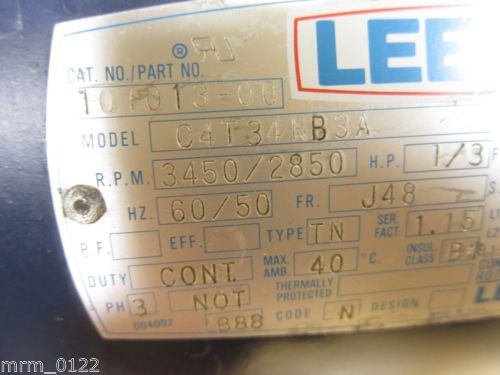 LEE
CAT. NO./PART NO.
101013-00
MODEL C4T34NB3A
R.P.M. 3450/2850 H.P. 1/3 F
HZ. 60/50 FR. J48 S
P.F. EFF. TYPE TN SER. FACT 1.15
DUTY CONT. MAX. AMB. 40 °C. INSUL CLASS B
PH 3 NOT THERMALLY PROTECTED
004002 B88 CODE N DESIGN
mrm_0122